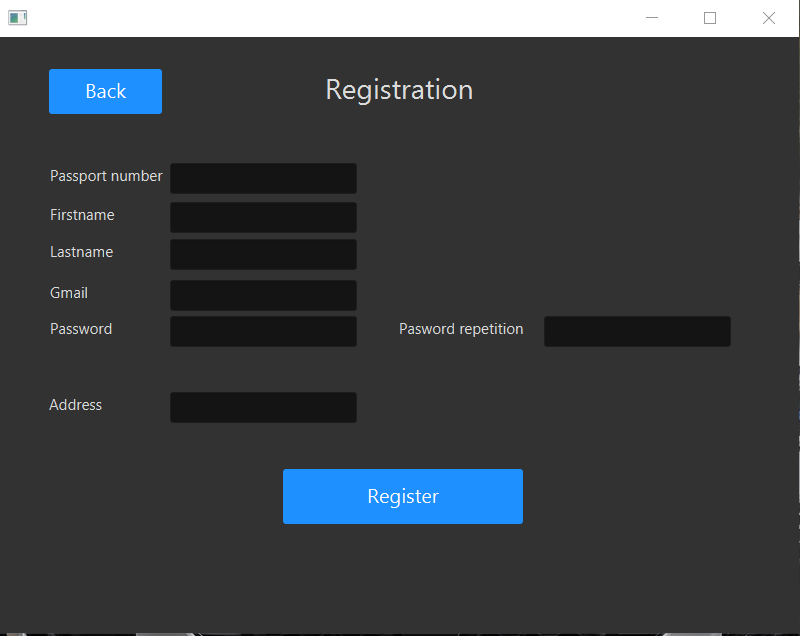 Back
Registration
Passport number
Firstname
Lastname
Gmail
Password
Pasword repetition
Address
Register